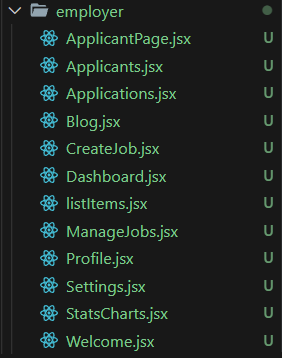 employer
ApplicantPage.jsx U
Applicants.jsx U
Applications.jsx U
Blog.jsx U
CreateJob.jsx U
Dashboard.jsx U
listItems.jsx U
ManageJobs.jsx U
Profile.jsx U
Settings.jsx U
StatsCharts.jsx U
Welcome.jsx U